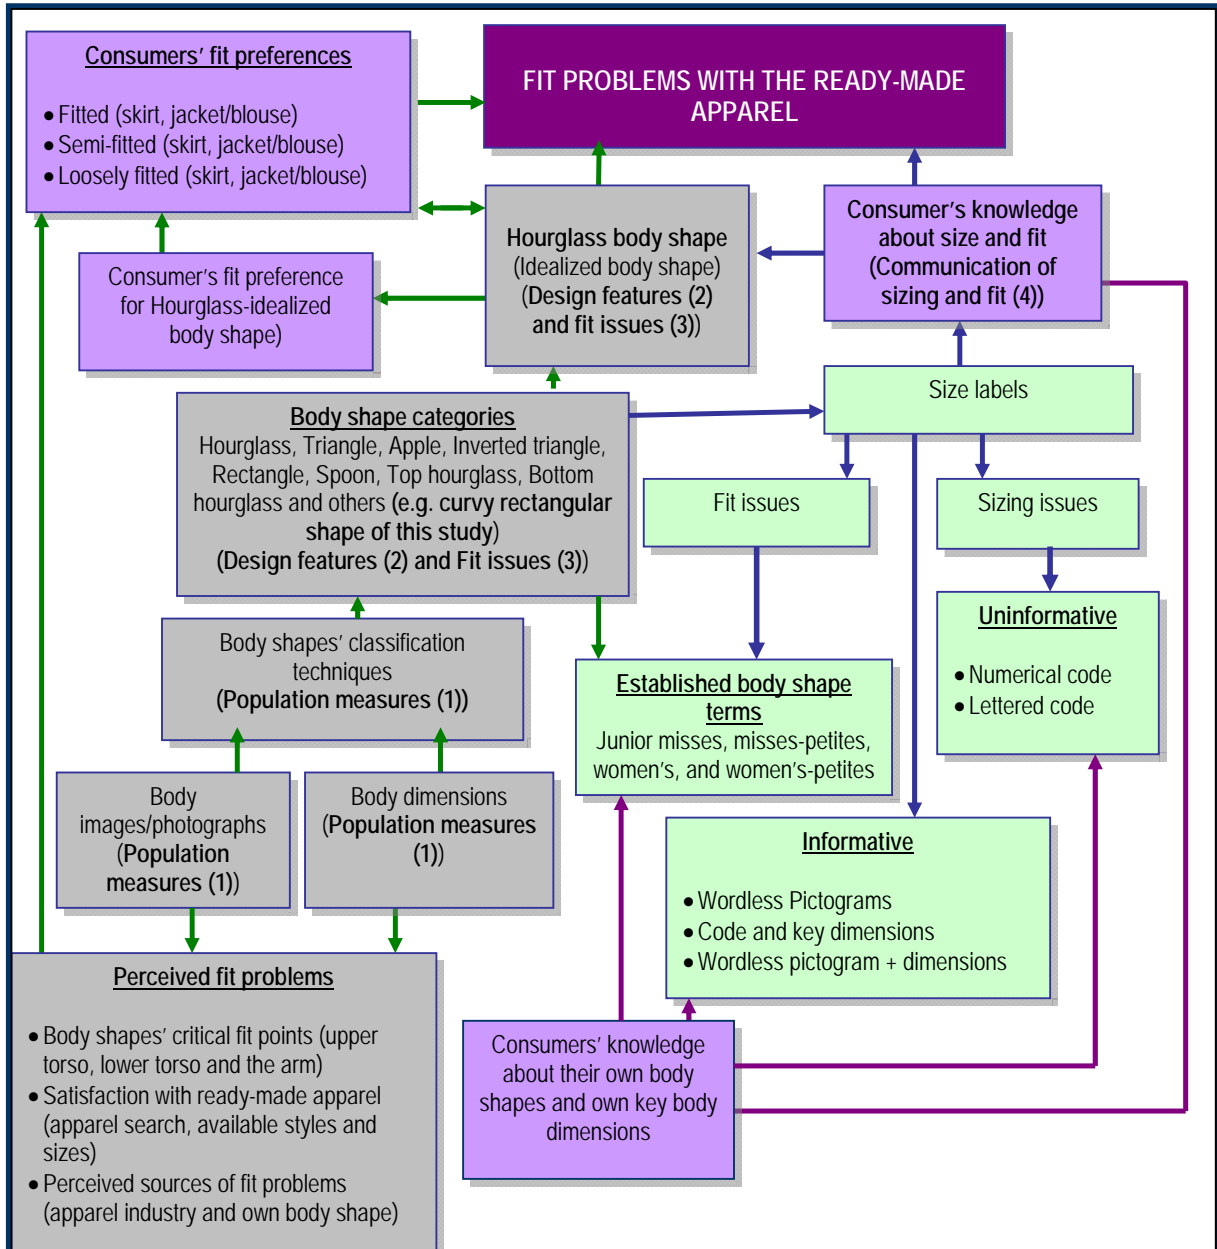 Consumers' fit preferences
• Fitted (skirt, jacket/blouse)
• Semi-fitted (skirt, jacket/blouse)
• Loosely fitted (skirt, jacket/blouse)
FIT PROBLEMS WITH THE READY-MADE
APPAREL
Hourglass body shape
(Idealized body shape)
(Design features (2)
and fit issues (3))
Consumer's knowledge
about size and fit
(Communication of
sizing and fit (4))
Consumer's fit preference
for Hourglass-idealized
body shape)
Size labels
Body shape categories
Hourglass, Triangle, Apple, Inverted triangle,
Rectangle, Spoon, Top hourglass, Bottom
hourglass and others (e.g. curvy rectangular
shape of this study)
(Design features (2) and Fit issues (3))
Fit issues
Sizing issues
Uninformative
• Numerical code
• Lettered code
Body shapes' classification
techniques
(Population measures (1))
Established body shape
terms
Junior misses, misses-petites,
women's, and women's-petites
Body
images/photographs
(Population
measures (1))
Body dimensions
(Population measures
(1))
Informative
• Wordless Pictograms
• Code and key dimensions
• Wordless pictogram + dimensions
Perceived fit problems
• Body shapes' critical fit points (upper
torso, lower torso and the arm)
• Satisfaction with ready-made apparel
(apparel search, available styles and
sizes)
• Perceived sources of fit problems
(apparel industry and own body shape)
Consumers' knowledge
about their own body
shapes and own key body
dimensions